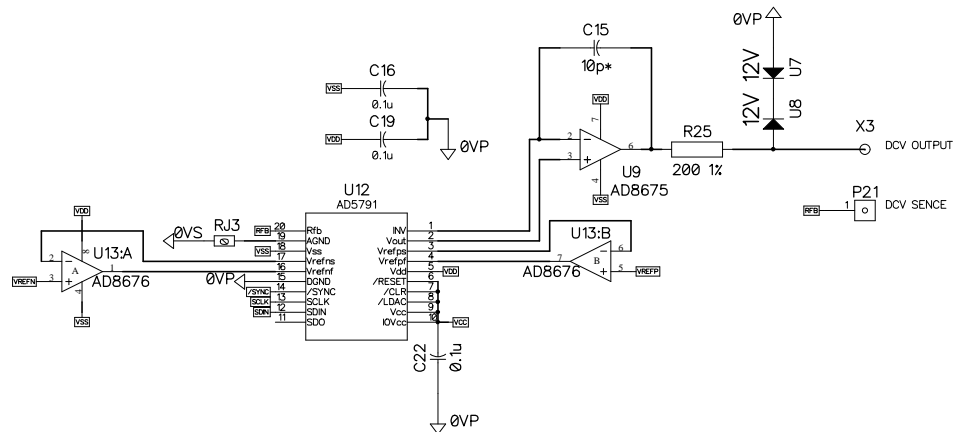 0VP
C15
10p*
12V
U7
12V
U8
C16
VSS
0.1u
C19
VDD
0.1u
0VP
VDD
7
2
3
6
4
VSS
U9
AD8675
R25
200 1%
X3
DCV OUTPUT
P21
RFB
1
DCV SENCE
U12
AD5791
RFB 20 Rfb
19 AGND
VSS 18 Vss
17 Vrefns
16 Vrefnf
15 DGND
/SYNC 14 /SYNC
SCLK 13 SCLK
SDIN 12 SDIN
11 SDO
INV 1
Vout 2
Vrefps 3
Vrefpf 4
Vdd 5 VDD
/RESET 6
/CLR 7
/LDAC 8
Vcc 9
IOVcc 10 VCC
RJ3
0VS
0VP
VDD
8
U13:A
2
A
1
VREFN 3
AD8676
4
VSS
U13:B
6
B
7
5 VREFP
AD8676
C22
0.1u
0VP